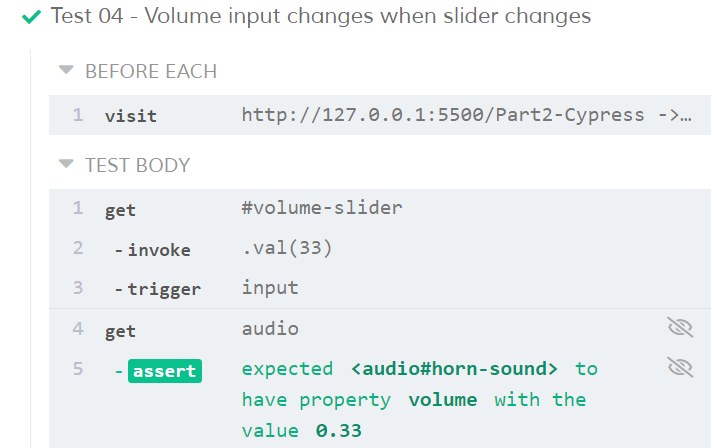 Test 04 - Volume input changes when slider changes
BEFORE EACH
1 visit http://127.0.0.1:5500/Part2-Cypress ->…
TEST BODY
1 get #volume-slider
2 -invoke .val(33)
3 -trigger input
4 get audio
5 -assert expected <audio#horn-sound> to
have property volume with the
value 0.33